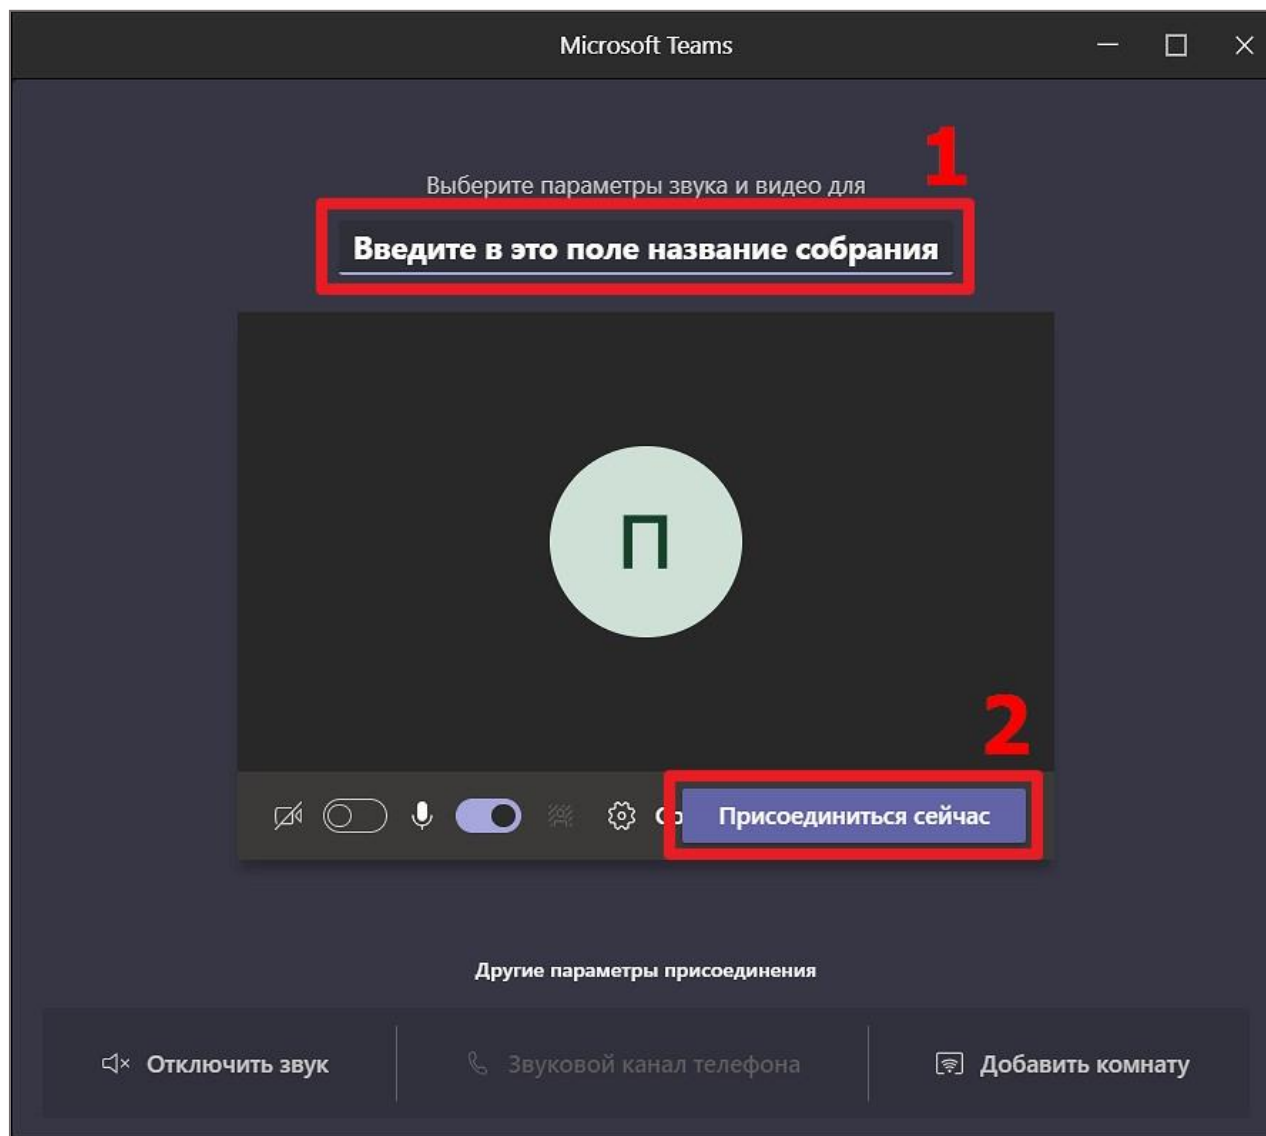 Microsoft Teams
1
Выберите параметры звука и видео для
Введите в это поле название собрания
П
2
Присоединиться сейчас
Другие параметры присоединения
Отключить звук
Звуковой канал телефона
Добавить комнату